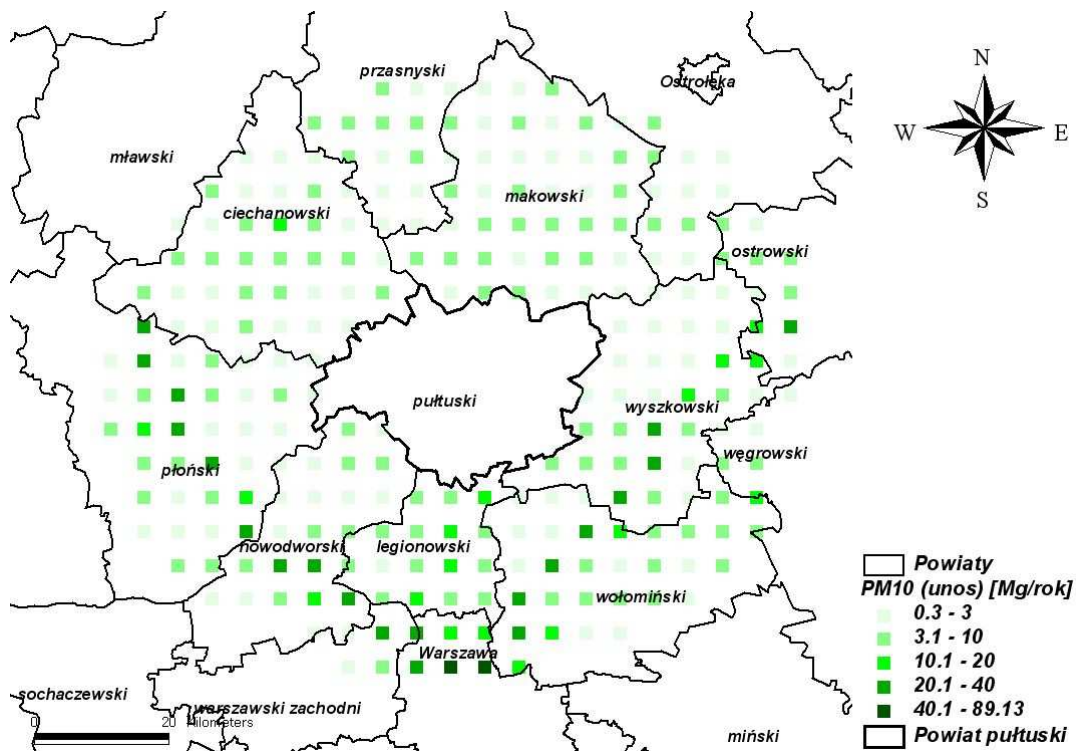 przasnyski
Ostrołęka
N
mławski
W
E
S
ciechanowski
makowski
ostrowski
pułtuski
wyszkowski
węgrowski
płoński
nowodworski
legionowski
wołomiński
Powiaty
PM10 (unos) [Mg/rok]
0.3 - 3
3.1 - 10
10.1 - 20
20.1 - 40
40.1 - 89.13
Powiat pułtuski
Warszawa
sochaczewski
warszawski zachodni
0 20 Kilometers
miński